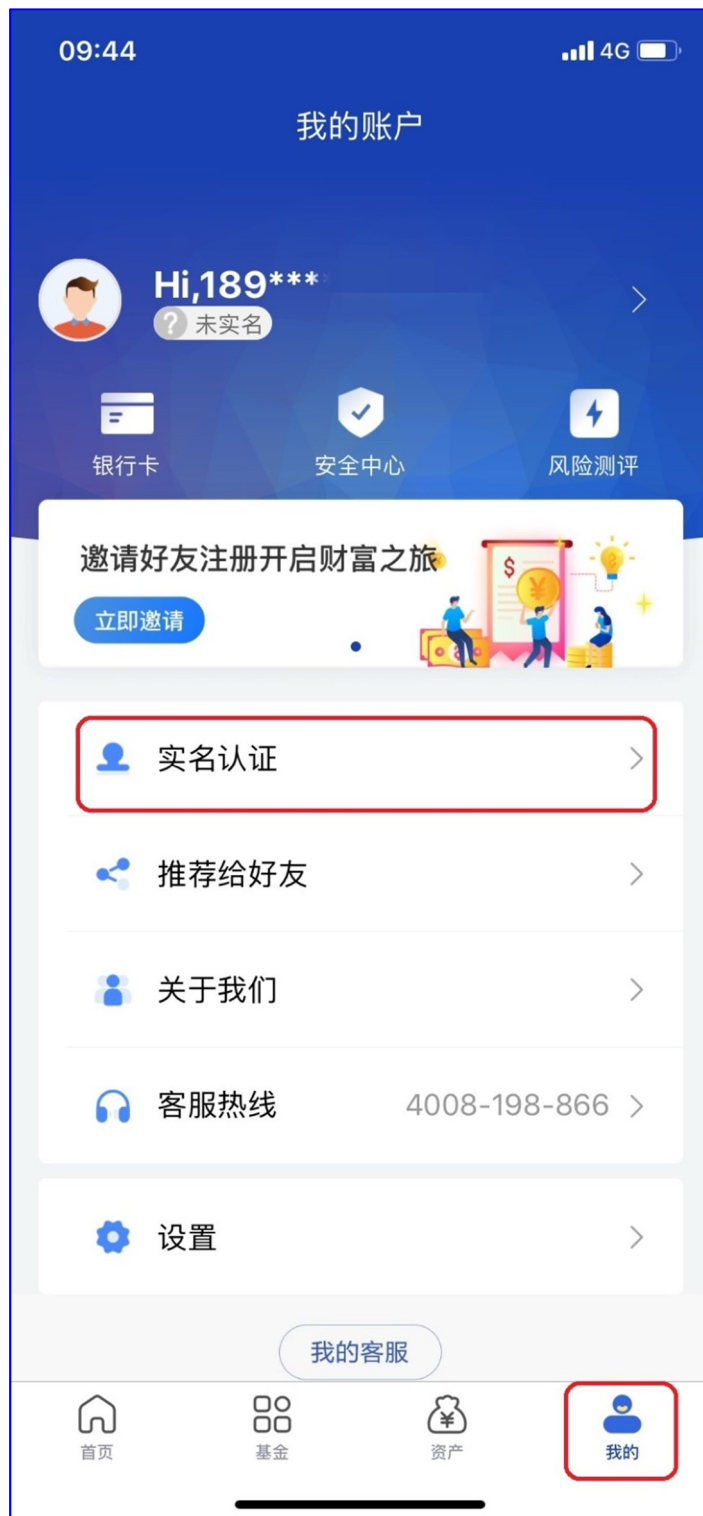 09:44
4G
我的账户
Hi,189***
? 未实名
银行卡
安全中心
风险测评
邀请好友注册开启财富之旅
立即邀请
$
¥
实名认证
推荐给好友
关于我们
客服热线 4008-198-866
设置
我的客服
¥
首页
基金
资产
我的